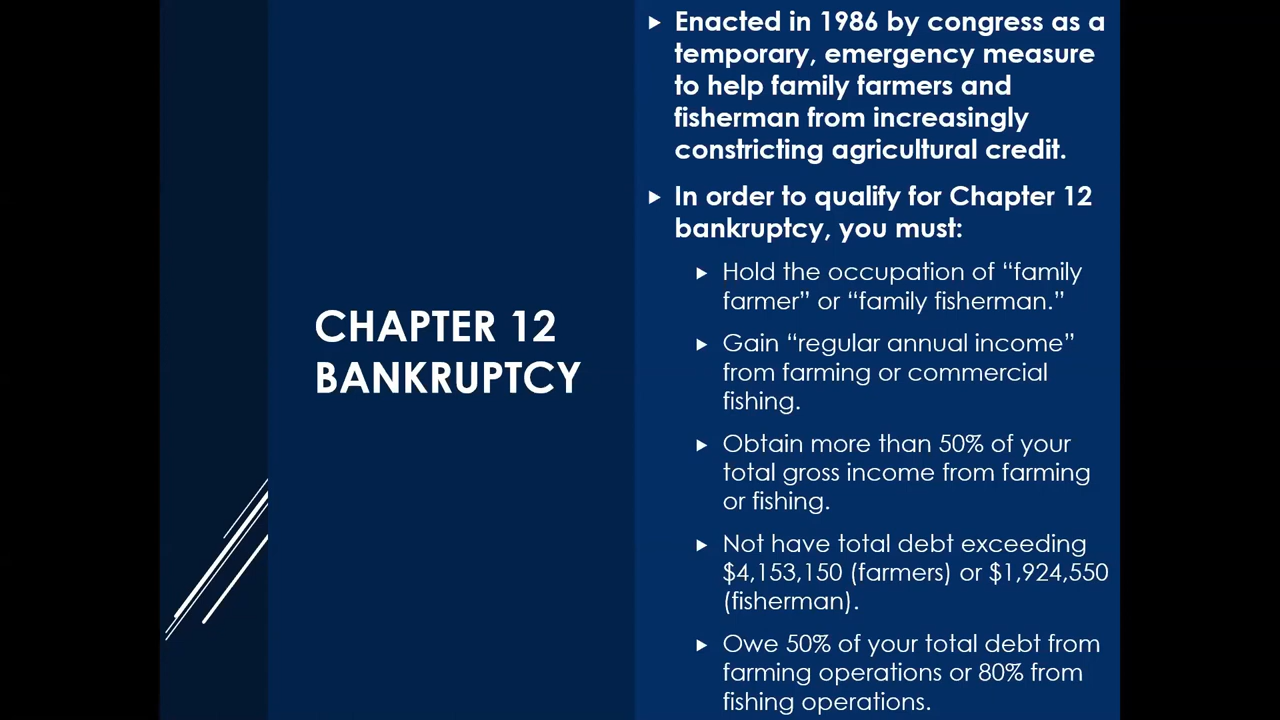 CHAPTER 12
BANKRUPTCY
Enacted in 1986 by congress as a
temporary, emergency measure
to help family farmers and
fisherman from increasingly
constricting agricultural credit.
In order to qualify for Chapter 12
bankruptcy, you must:
Hold the occupation of “family
farmer” or “family fisherman.”
Gain “regular annual income”
from farming or commercial
fishing.
Obtain more than 50% of your
total gross income from farming
or fishing.
Not have total debt exceeding
$4,153,150 (farmers) or $1,924,550
(fisherman).
Owe 50% of your total debt from
farming operations or 80% from
fishing operations.